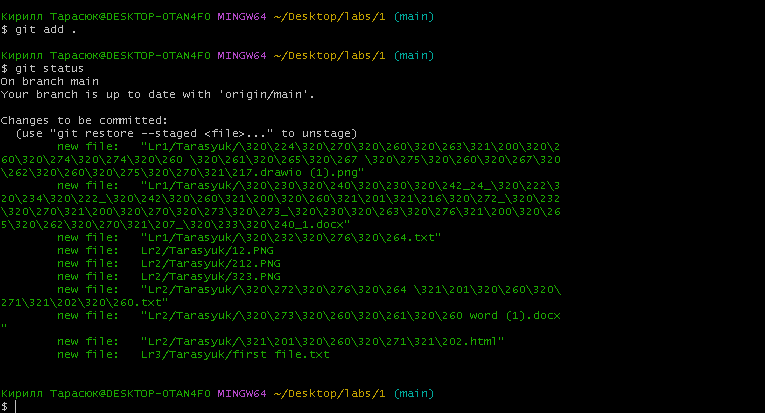 Кирилл Тарасюк@DESKTOP-OTAN4FO MINGW64 ~/Desktop/labs/1 (main)
$ git add .
Кирилл Тарасюк@DESKTOP-OTAN4FO MINGW64 ~/Desktop/labs/1 (main)
$ git status
On branch main
Your branch is up to date with 'origin/main'.
Changes to be committed:
(use "git restore --staged <file>..." to unstage)
new file: "Lr1/Tarasyuk/\320\224\320\270\320\260\320\263\321\200\320\2
60\320\274\320\274\320\260 \320\261\320\265\320\267 \320\275\320\260\320\267\320
\262\320\260\320\275\320\270\321\217.drawio (1).png"
new file: "Lr1/Tarasyuk/\320\230\320\240\320\230\320\242_24_\320\222\3
20\234\320\222_\320\242\320\260\321\200\320\260\321\201\321\216\320\272_\320\232
\320\270\321\200\320\270\320\273\320\273_\320\230\320\263\320\276\321\200\320\26
5\320\262\320\270\321\207_\320\233\320\240_1.docx"
new file: "Lr1/Tarasyuk/\320\232\320\276\320\264.txt"
new file: Lr2/Tarasyuk/12.PNG
new file: Lr2/Tarasyuk/212.PNG
new file: Lr2/Tarasyuk/323.PNG
new file: "Lr2/Tarasyuk/\320\272\320\276\320\264 \321\201\320\260\320\
271\321\202\320\260.txt"
new file: "Lr2/Tarasyuk/\320\273\320\260\320\261\320\260 word (1).docx
"
new file: "Lr2/Tarasyuk/\321\201\320\260\320\271\321\202.html"
new file: Lr3/Tarasyuk/first file.txt
Кирилл Тарасюк@DESKTOP-OTAN4FO MINGW64 ~/Desktop/labs/1 (main)
$